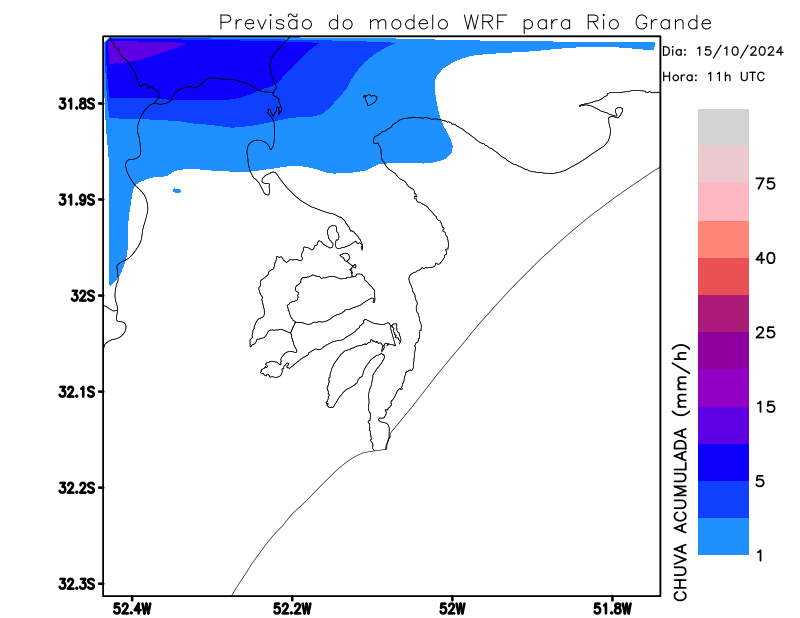 Previsão do modelo WRF para Rio Grande
Dia: 15/10/2024
Hora: 11h UTC
31.8S
31.9S
32S
32.1S
32.2S
32.3S
52.4W
52.2W
52W
51.8W
CHUVA ACUMULADA (mm/h)
75
40
25
15
5
1